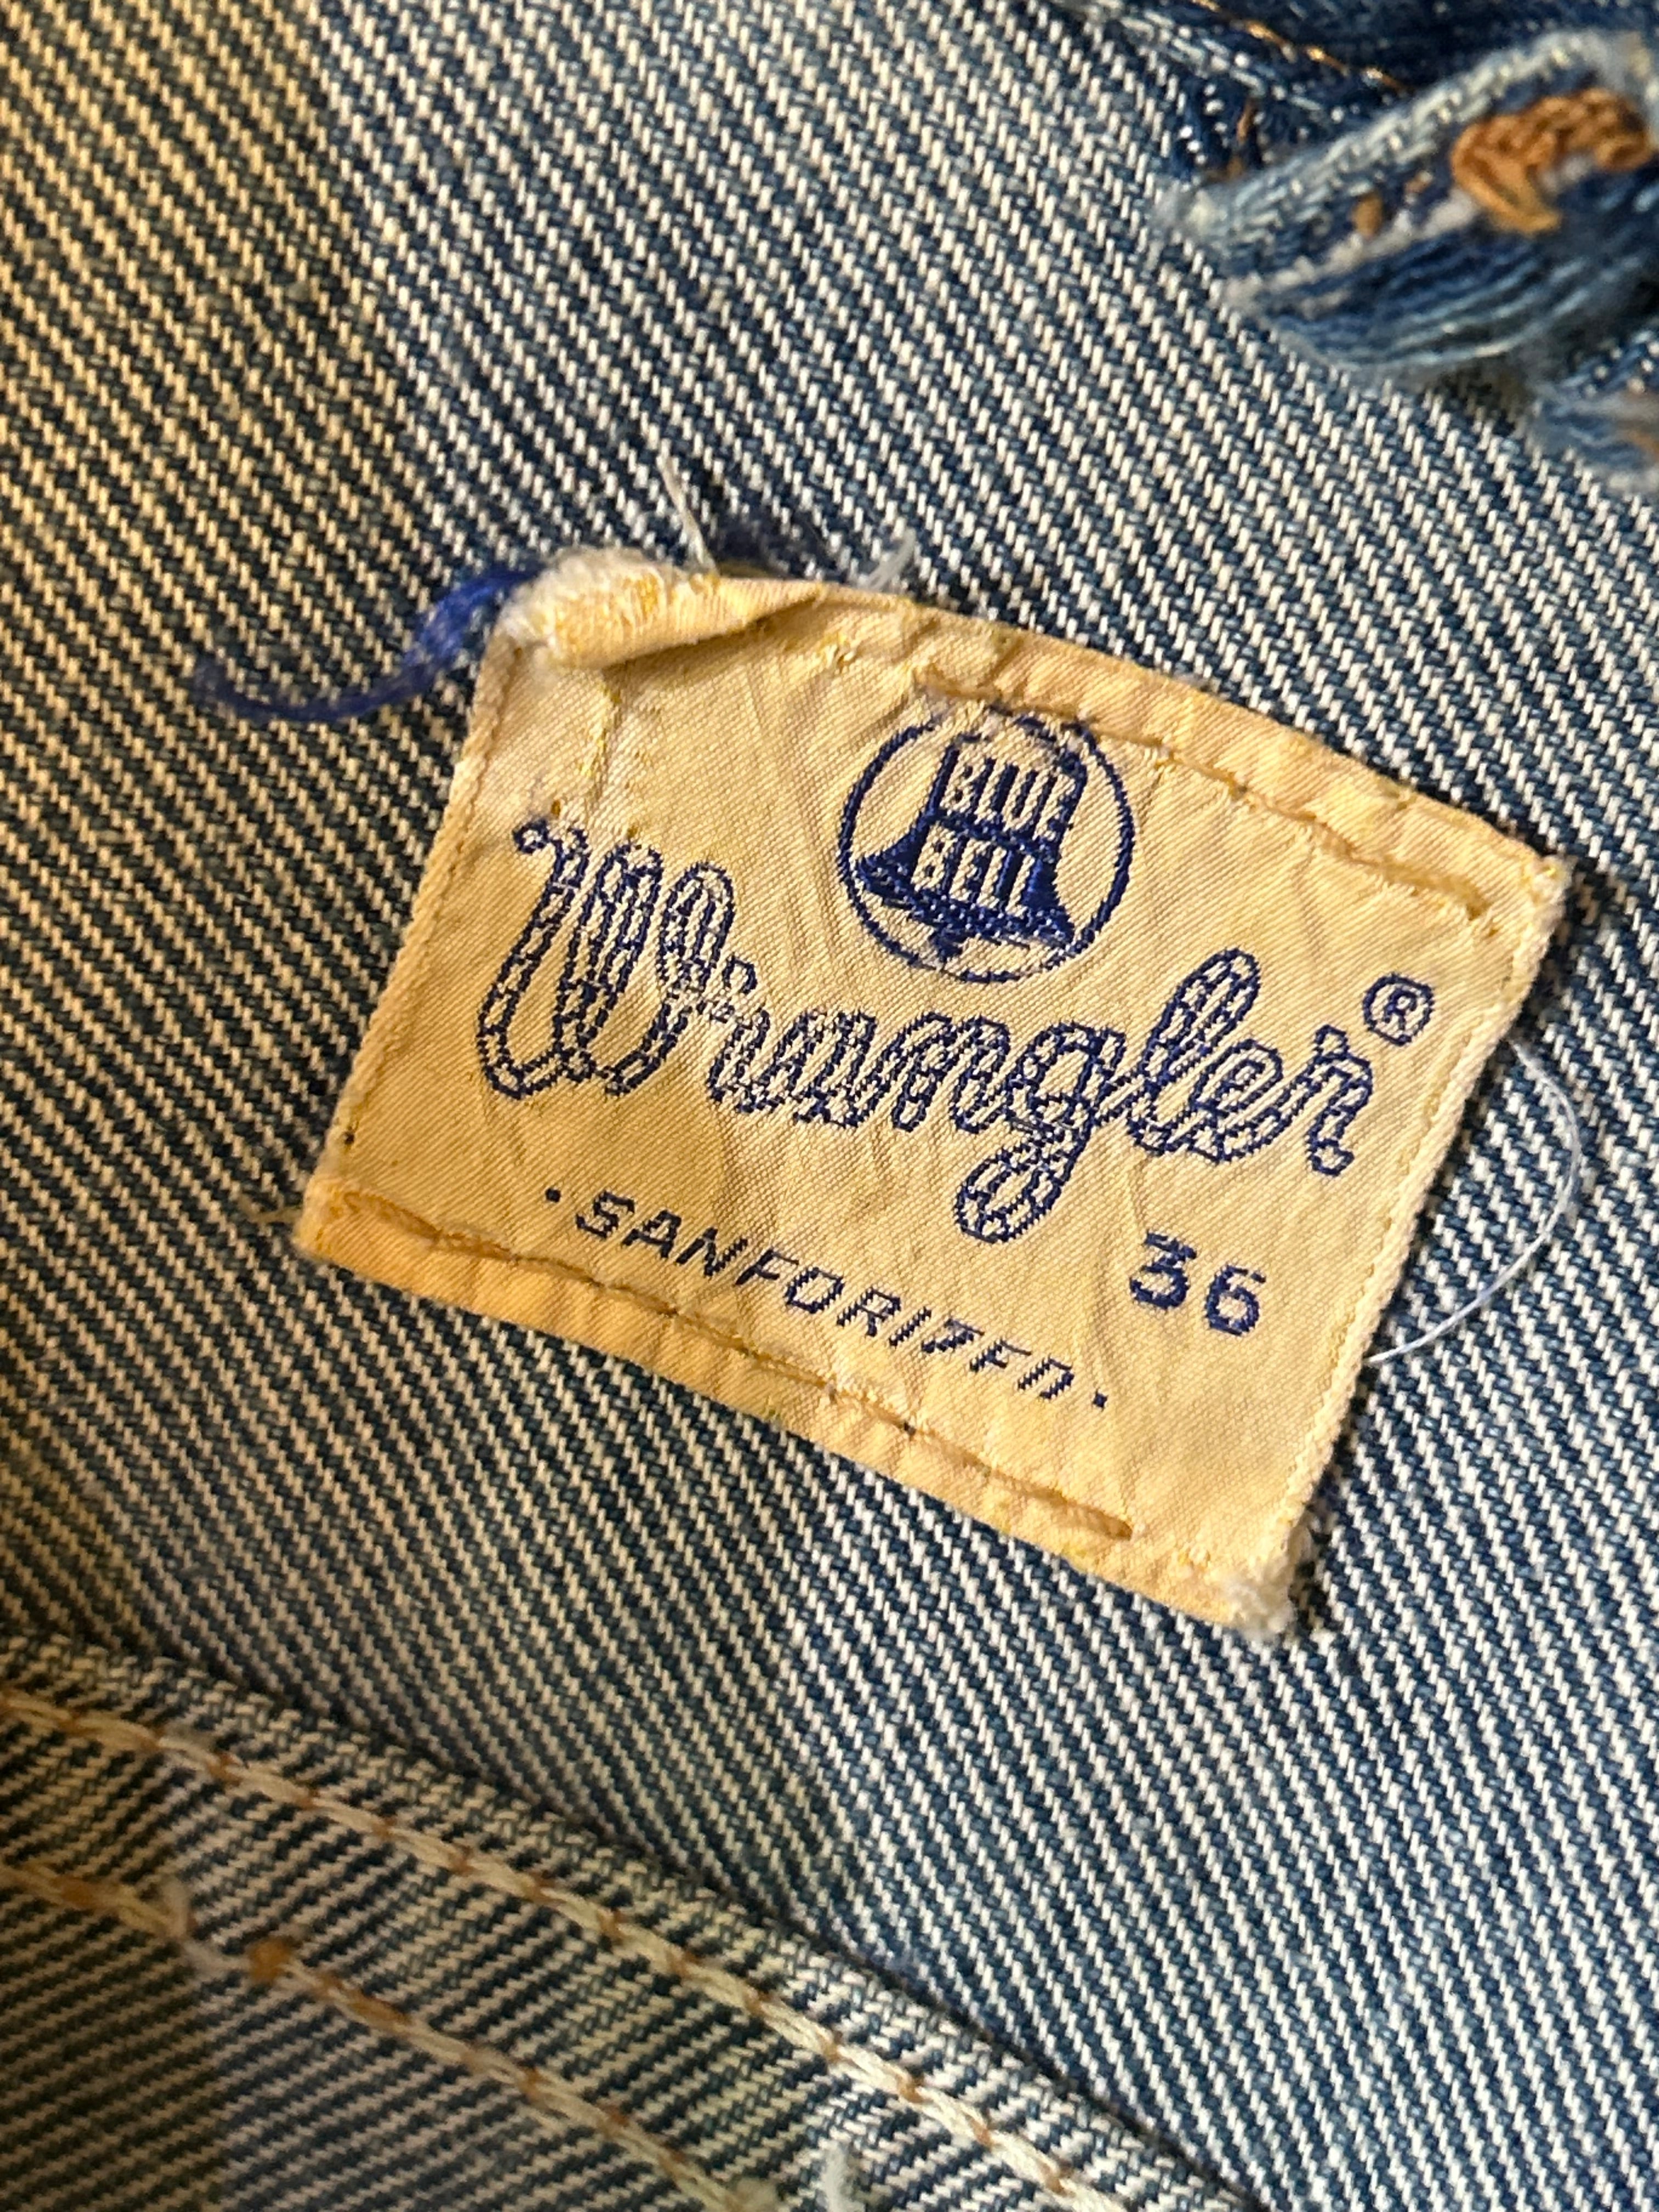 BLUE
BELL
Wrangler®
36
·SANFORIZED·